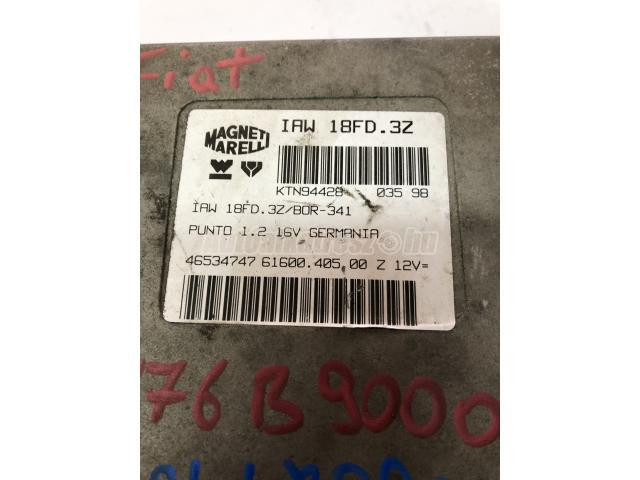 Fiat
MAGNETI MARELLI
IAW 18FD.3Z
KTN94428 035 98
IAW 18FD.3Z/BOR-341
PUNTO 1.2 16V GERMANIA
46534747 61600.405.00 Z 12V=
176B9000